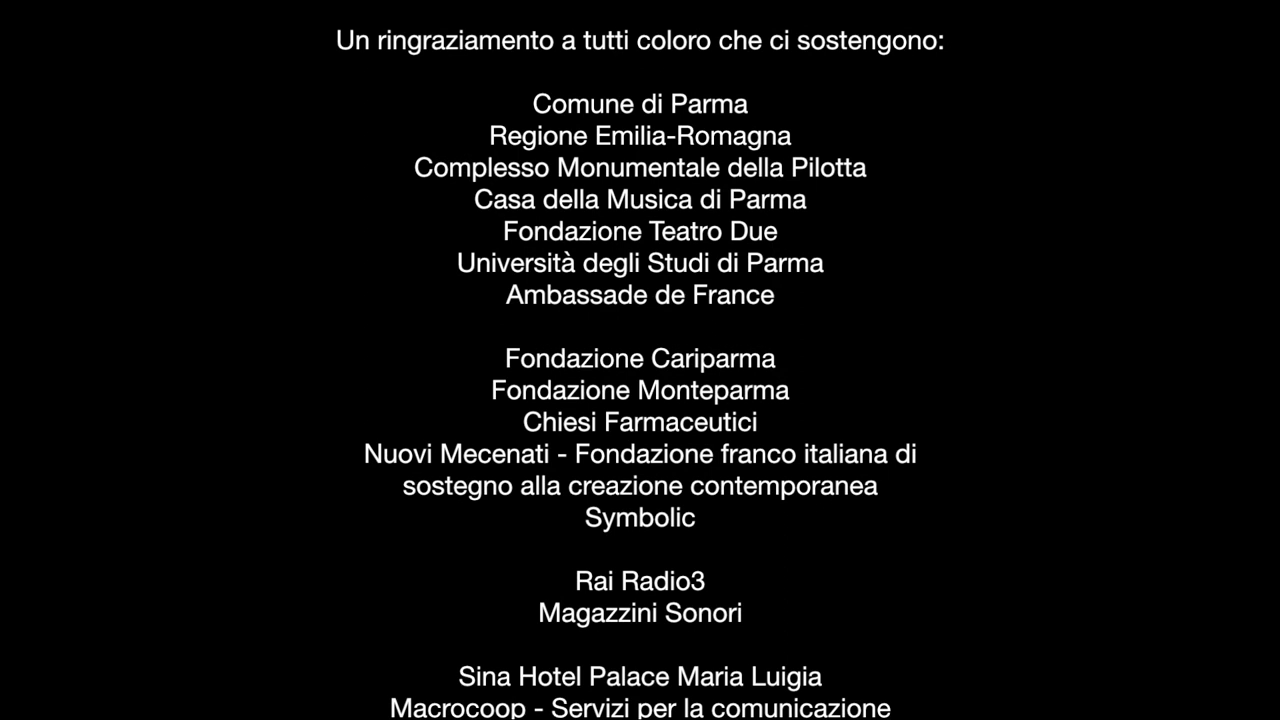 Un ringraziamento a tutti coloro che ci sostengono:
Comune di Parma
Regione Emilia-Romagna
Complesso Monumentale della Pilotta
Casa della Musica di Parma
Fondazione Teatro Due
Università degli Studi di Parma
Ambassade de France
Fondazione Cariparma
Fondazione Monteparma
Chiesi Farmaceutici
Nuovi Mecenati - Fondazione franco italiana di
sostegno alla creazione contemporanea
Symbolic
Rai Radio3
Magazzini Sonori
Sina Hotel Palace Maria Luigia
Macrocoop - Servizi per la comunicazione